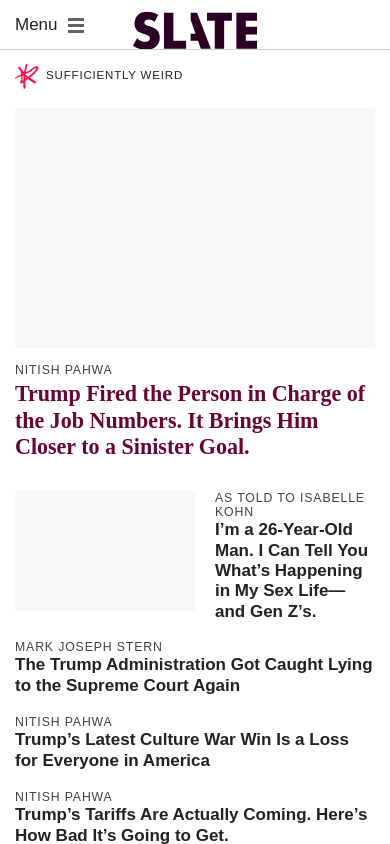 Menu
SLATE
SUFFICIENTLY WEIRD
NITISH PAHWA
Trump Fired the Person in Charge of
the Job Numbers. It Brings Him
Closer to a Sinister Goal.
AS TOLD TO ISABELLE
KOHN
I’m a 26-Year-Old
Man. I Can Tell You
What’s Happening
in My Sex Life—
and Gen Z’s.
MARK JOSEPH STERN
The Trump Administration Got Caught Lying
to the Supreme Court Again
NITISH PAHWA
Trump’s Latest Culture War Win Is a Loss
for Everyone in America
NITISH PAHWA
Trump’s Tariffs Are Actually Coming. Here’s
How Bad It’s Going to Get.